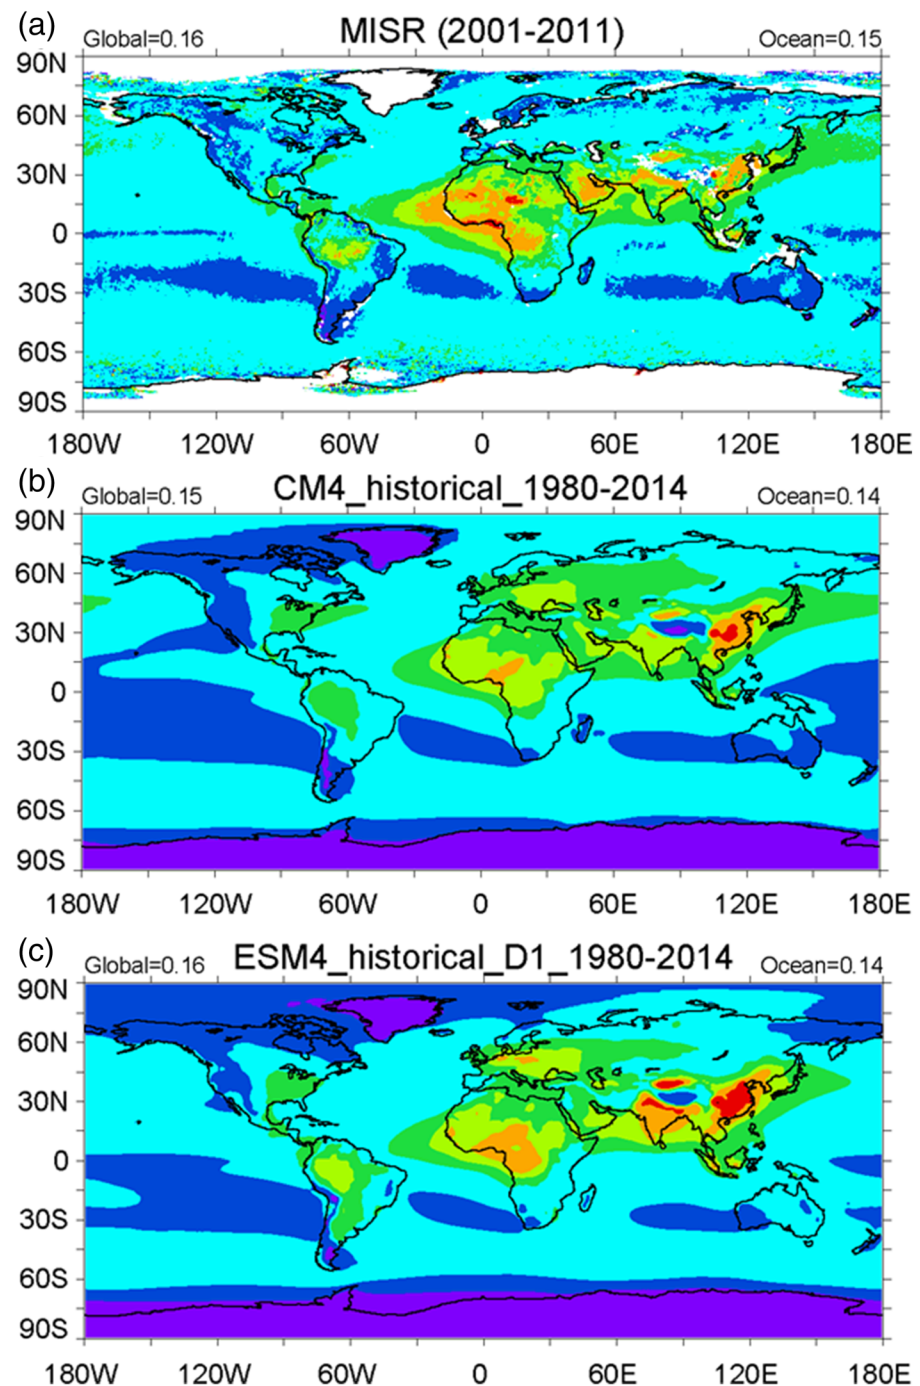 (a)
Global=0.16 MISR (2001-2011) Ocean=0.15
90N
60N
30N
0
30S
60S
90S
180W 120W 60W 0 60E 120E 180E
(b)
Global=0.15 CM4_historical_1980-2014 Ocean=0.14
90N
60N
30N
0
30S
60S
90S
180W 120W 60W 0 60E 120E 180E
(c)
Global=0.16 ESM4_historical_D1_1980-2014 Ocean=0.14
90N
60N
30N
0
30S
60S
90S
180W 120W 60W 0 60E 120E 180E